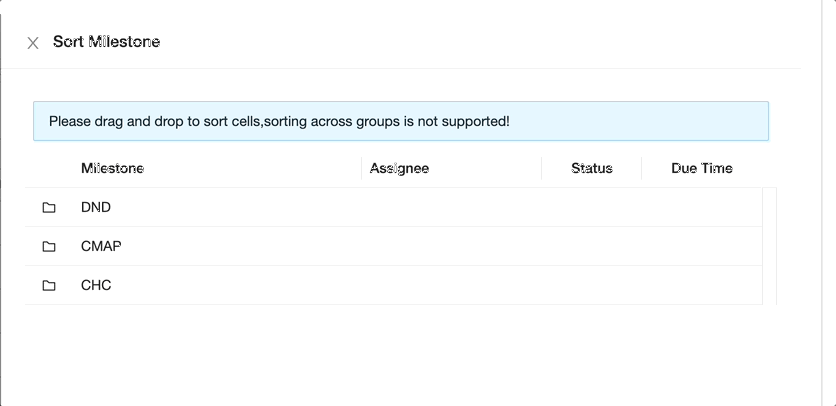 Sort Milestone
Please drag and drop to sort cells,sorting across groups is not supported!
Milestone Assignee Status Due Time
DND
CMAP
CHC